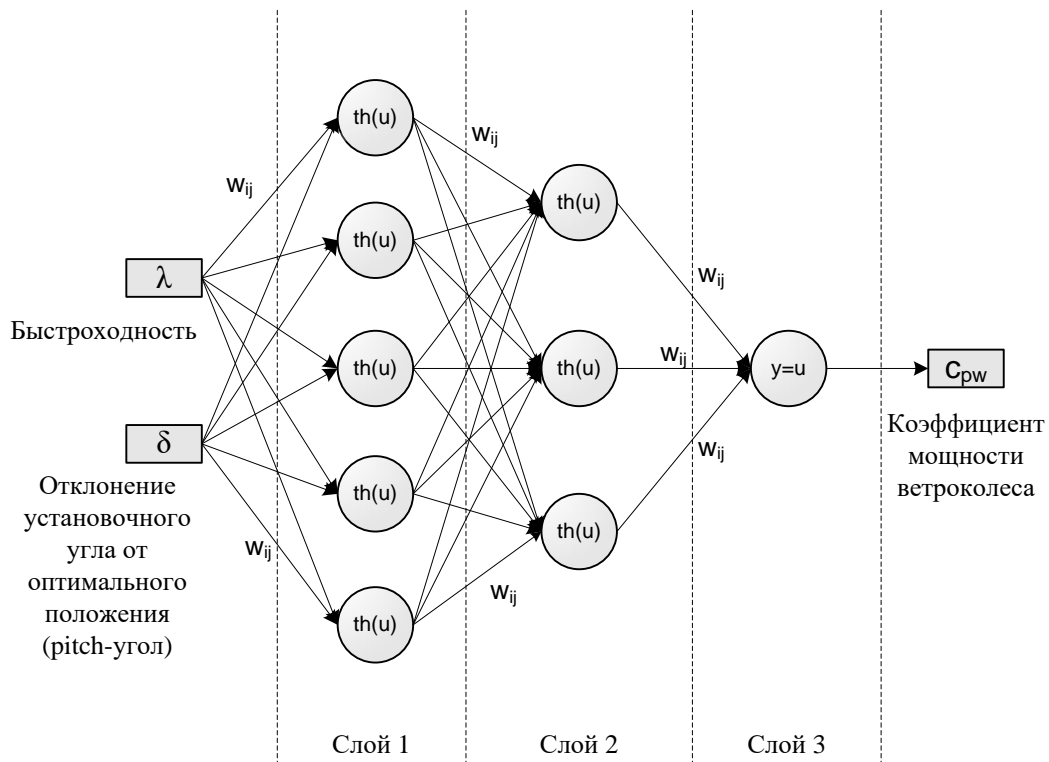 th(u)
w_ij
w_ij
th(u)
th(u)
λ
w_ij
Быстроходность
th(u)
th(u)
w_ij
y=u
c_pw
δ
w_ij
Коэффициент
мощности
ветроколеса
Отклонение
установочного
угла от
оптимального
положения
(pitch-угол)
th(u)
th(u)
w_ij
w_ij
th(u)
Слой 1
Слой 2
Слой 3